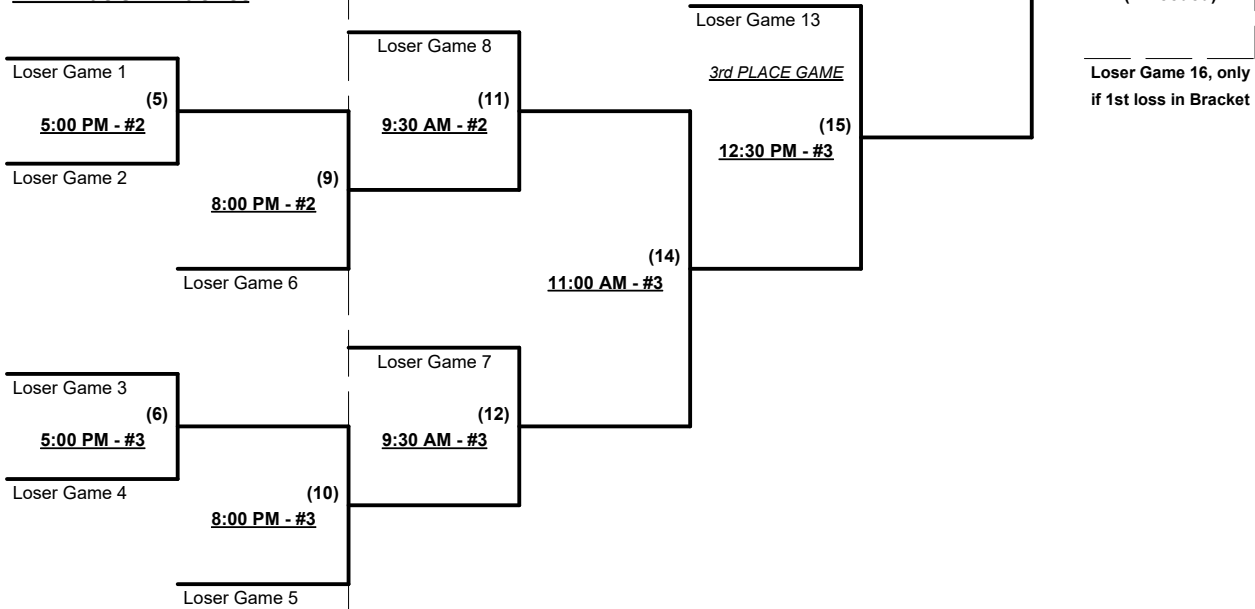 Loser Game 13
Loser Game 8
Loser Game 1
3rd PLACE GAME
Loser Game 16, only
if 1st loss in Bracket
(5)
5:00 PM - #2
(11)
9:30 AM - #2
(15)
12:30 PM - #3
Loser Game 2
(9)
8:00 PM - #2
(14)
11:00 AM - #3
Loser Game 6
Loser Game 7
Loser Game 3
(6)
5:00 PM - #3
(12)
9:30 AM - #3
Loser Game 4
(10)
8:00 PM - #3
Loser Game 5